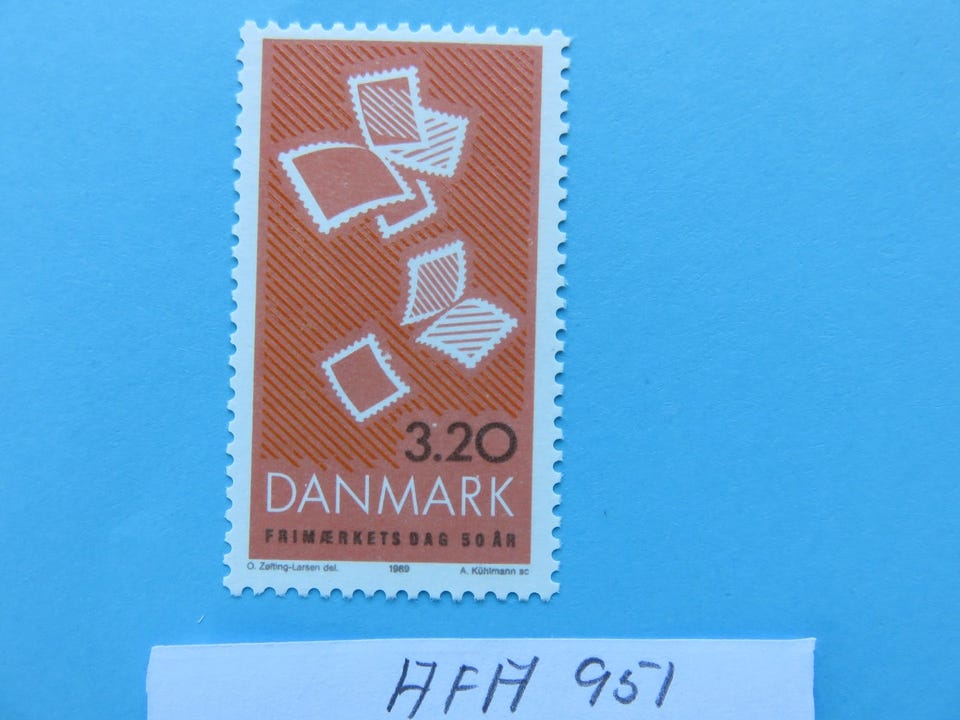 3.20
DANMARK
FRIMÆRKETS DAG 50 ÅR
O. Zøfting-Larsen del. 1989 A. Kühlmann sc
AFA 951